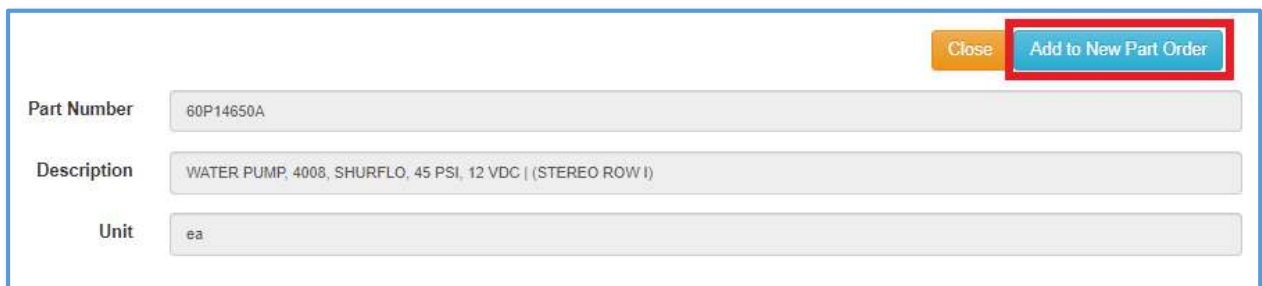 Close Add to New Part Order
Part Number 60P14650A
Description WATER PUMP, 4008, SHURFLO, 45 PSI, 12 VDC | (STEREO ROW I)
Unit ea